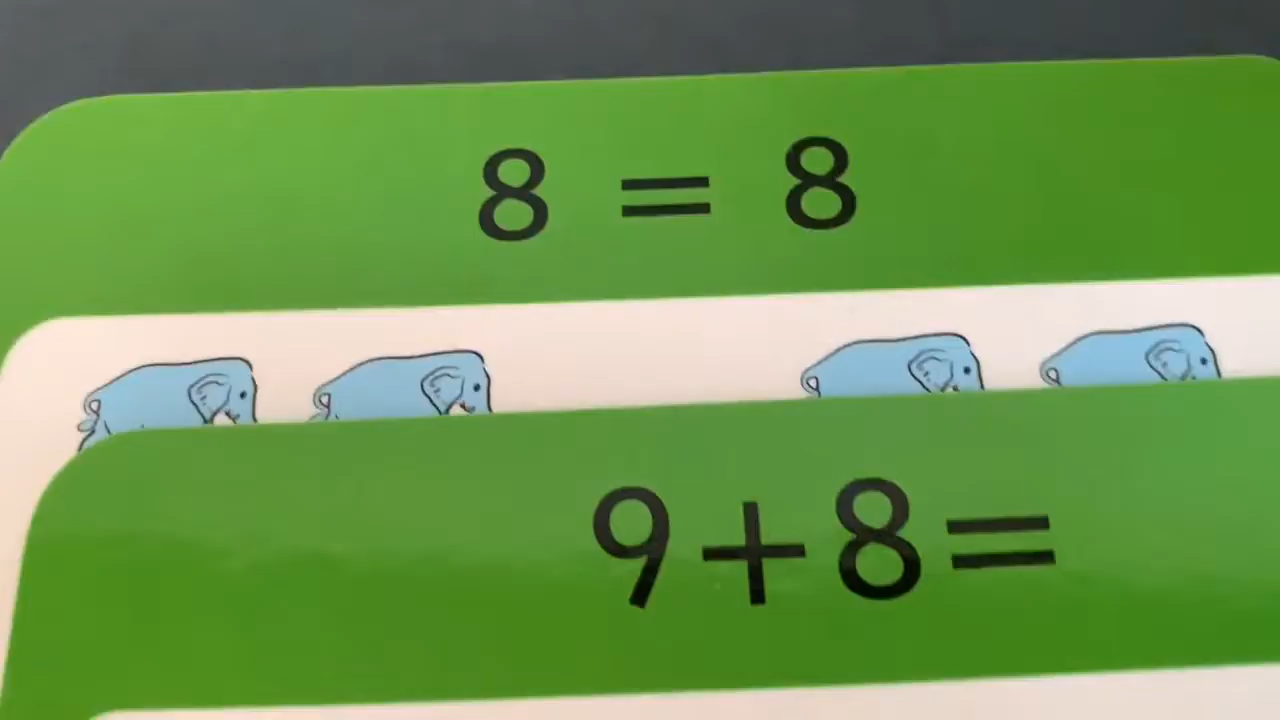 8 = 8
9+8=